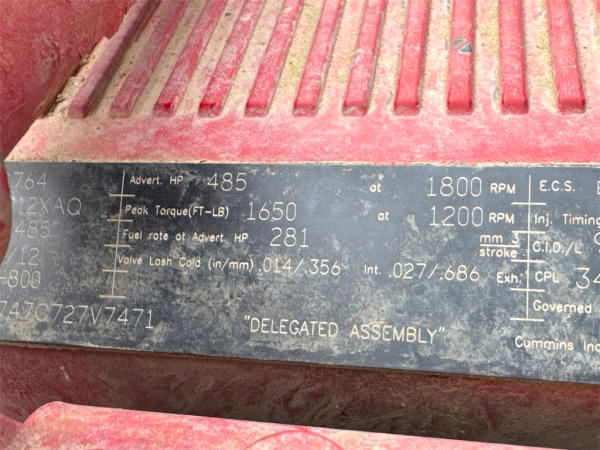 764 Advert. HP 485 at 1800 RPM E.C.S.
12XAQ Peak Torque(FT-LB) 1650 at 1200 RPM Inj. Timing
485 Fuel rate at Advert. HP 281 mm3/stroke C.I.D./L
/12 Valve Lash Cold (in/mm) .014/.356 Int. .027/.686 Exh. CPL 34
-800 Governed
747C727V7471 "DELEGATED ASSEMBLY" Cummins Inc